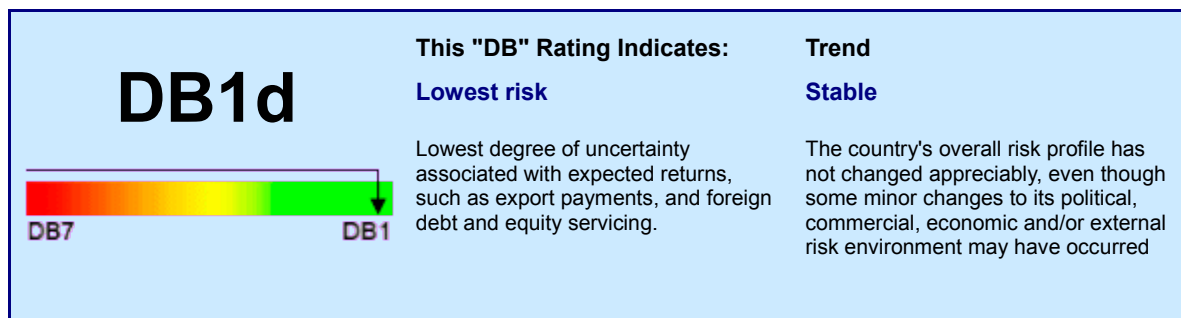 DB1d
DB7
DB1
This "DB" Rating Indicates:
Lowest risk
Lowest degree of uncertainty
associated with expected returns,
such as export payments, and foreign
debt and equity servicing.
Trend
Stable
The country's overall risk profile has
not changed appreciably, even though
some minor changes to its political,
commercial, economic and/or external
risk environment may have occurred